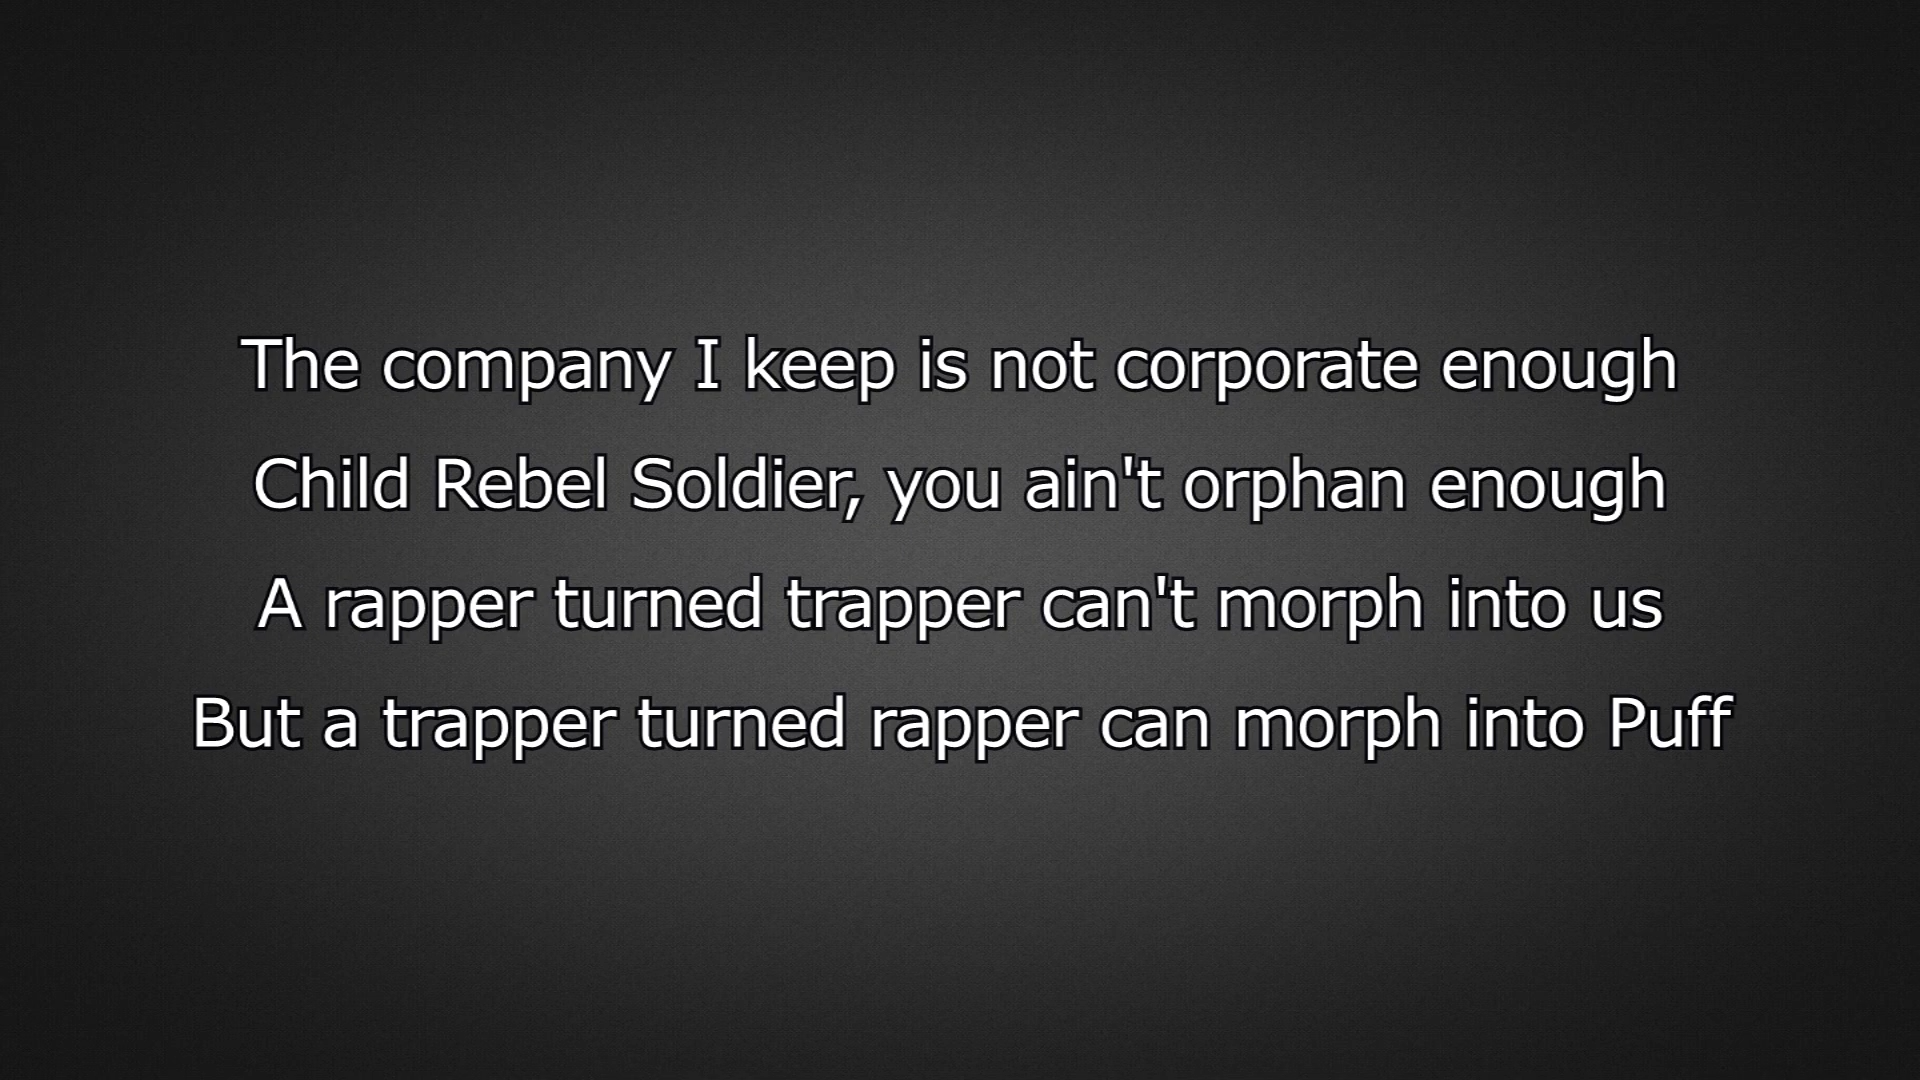 The company I keep is not corporate enough
Child Rebel Soldier, you ain't orphan enough
A rapper turned trapper can't morph into us
But a trapper turned rapper can morph into Puff